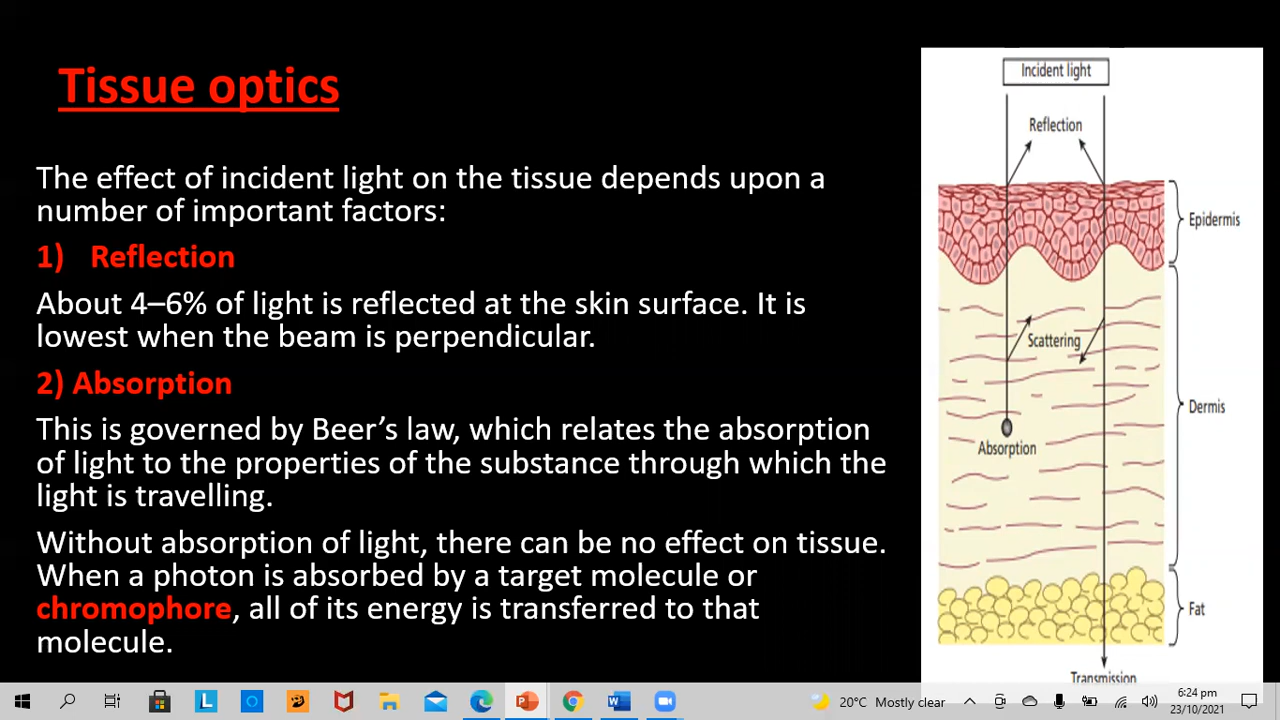 Tissue optics
The effect of incident light on the tissue depends upon a
number of important factors:
1) Reflection
About 4–6% of light is reflected at the skin surface. It is
lowest when the beam is perpendicular.
2) Absorption
This is governed by Beer’s law, which relates the absorption
of light to the properties of the substance through which the
light is travelling.
Without absorption of light, there can be no effect on tissue.
When a photon is absorbed by a target molecule or
chromophore, all of its energy is transferred to that
molecule.
Incident light
Reflection
Epidermis
Scattering
Dermis
Absorption
Fat
Transmission
L
W
20°C Mostly clear
6:24 pm
23/10/2021